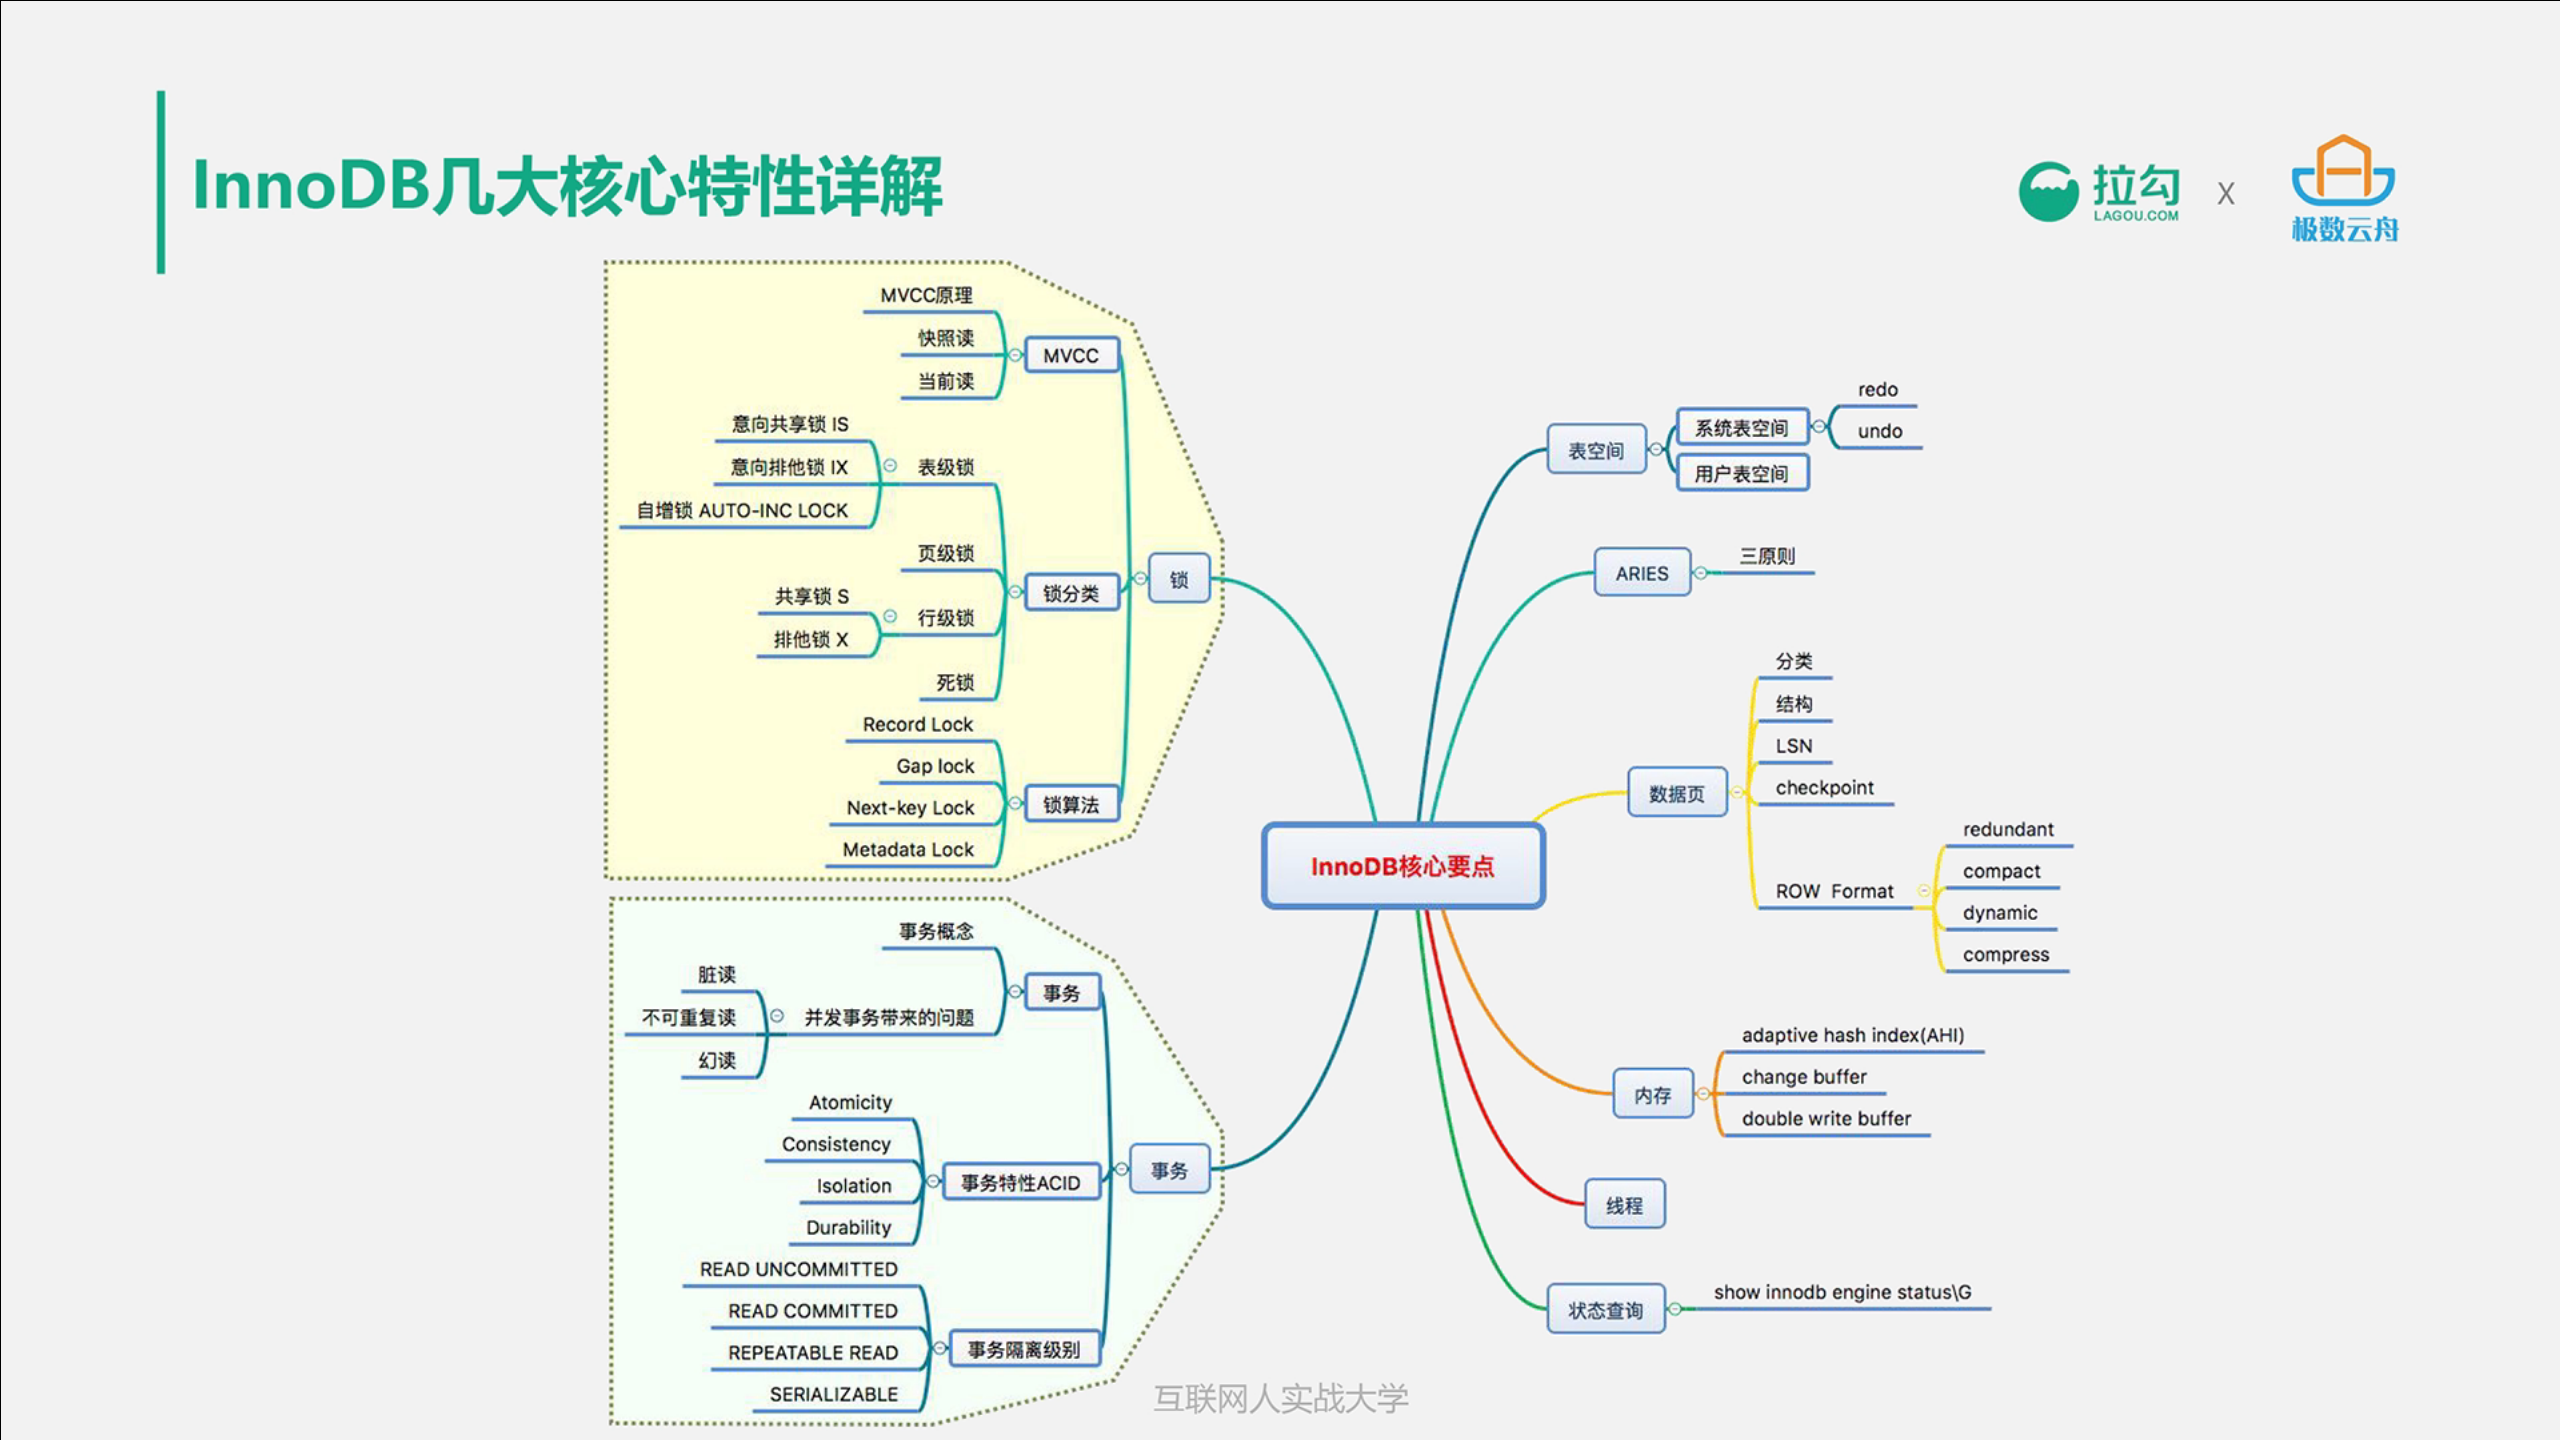 InnoDB几大核心特性详解
拉勾
LAGOU.COM
X
极数云舟
MVCC原理
快照读
当前读
MVCC
意向共享锁 IS
意向排他锁 IX
自增锁 AUTO-INC LOCK
表级锁
页级锁
共享锁 S
排他锁 X
行级锁
死锁
锁分类
锁
Record Lock
Gap lock
Next-key Lock
Metadata Lock
锁算法
事务概念
脏读
不可重复读
幻读
并发事务带来的问题
事务
Atomicity
Consistency
Isolation
Durability
事务特性ACID
事务
READ UNCOMMITTED
READ COMMITTED
REPEATABLE READ
SERIALIZABLE
事务隔离级别
InnoDB核心要点
表空间
系统表空间
redo
undo
用户表空间
ARIES
三原则
数据页
分类
结构
LSN
checkpoint
ROW  Format
redundant
compact
dynamic
compress
内存
adaptive hash index(AHI)
change buffer
double write buffer
线程
状态查询
show innodb engine status\G
互联网人实战大学